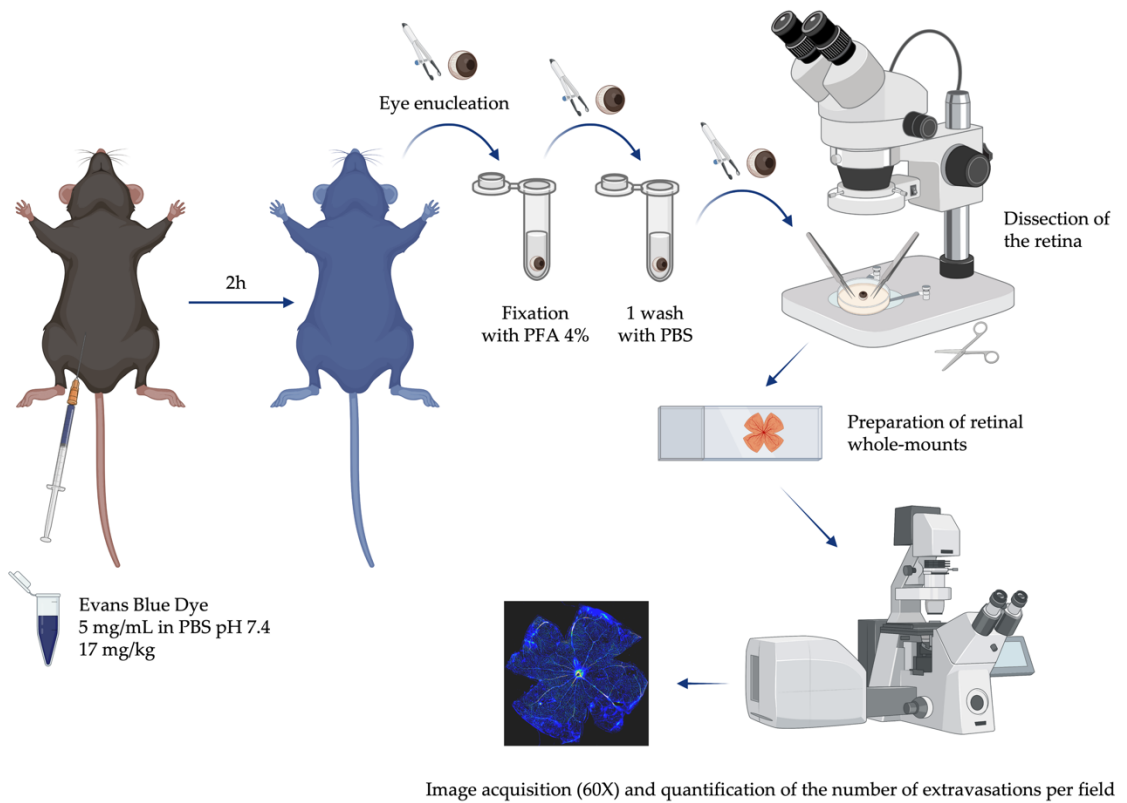 Eye enucleation
2h
Fixation
with PFA 4%
1 wash
with PBS
Dissection of
the retina
Preparation of retinal
whole-mounts
Evans Blue Dye
5 mg/mL in PBS pH 7.4
17 mg/kg
Image acquisition (60X) and quantification of the number of extravasations per field